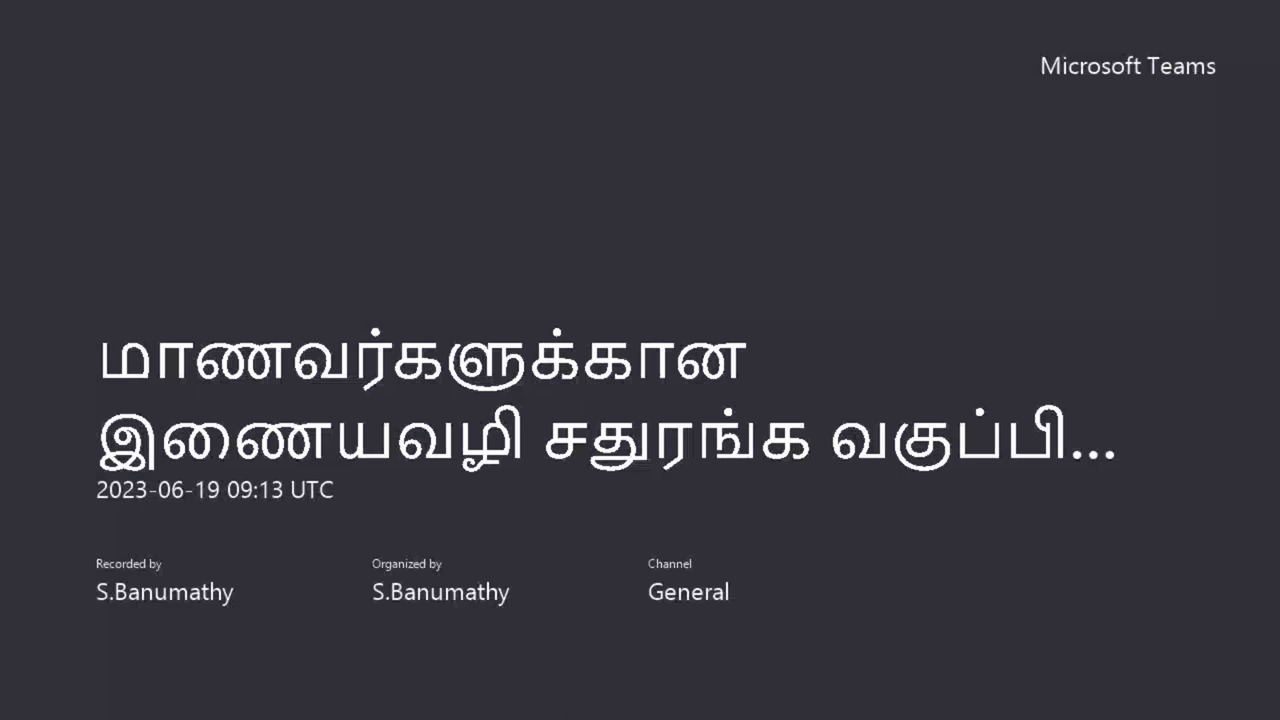 Microsoft Teams
மாணவர்களுக்கான
இணையவழி சதுரங்க வகுப்பி...
2023-06-19 09:13 UTC
Recorded by
S.Banumathy
Organized by
S.Banumathy
Channel
General